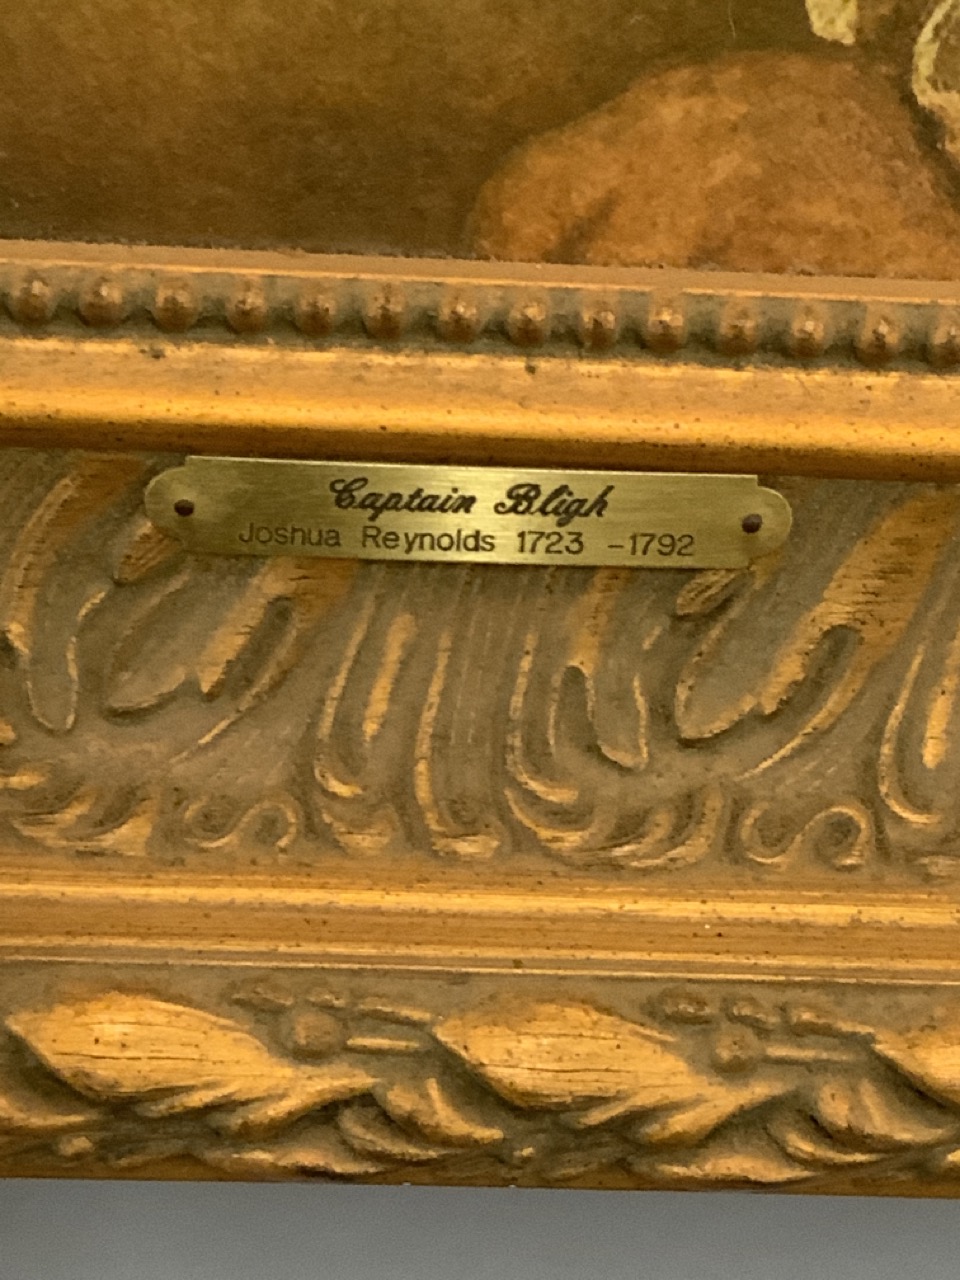 Captain Bligh
Joshua Reynolds 1723 -1792